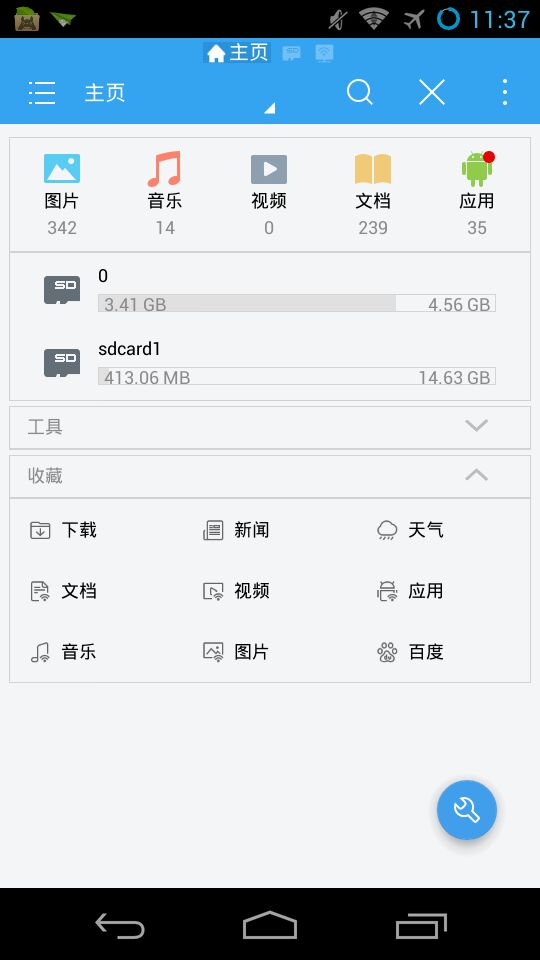 11:37
主页
主页
图片 音乐 视频 文档 应用
342 14 0 239 35
SD 0
3.41 GB 4.56 GB
SD sdcard1
413.06 MB 14.63 GB
工具
收藏
下载 新闻 天气
文档 视频 应用
音乐 图片 百度